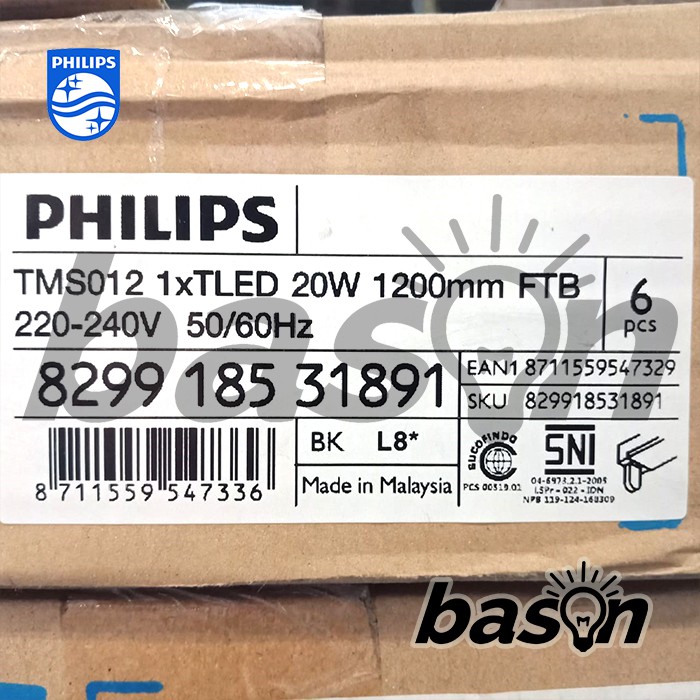 PHILIPS
PHILIPS
TMS012 1xTLED 20W 1200mm FTB
220-240V 50/60Hz
6
pcs
8299 185 31891
EAN1 8711559547329
SKU 829918531891
8 711559 547336
BK L8*
Made in Malaysia
SUCOFINDO
PCS 00519.01
SNI
04-6973.2.1-2005
LSPr-022-IDN
NPB 119-124-168309
bason
bason